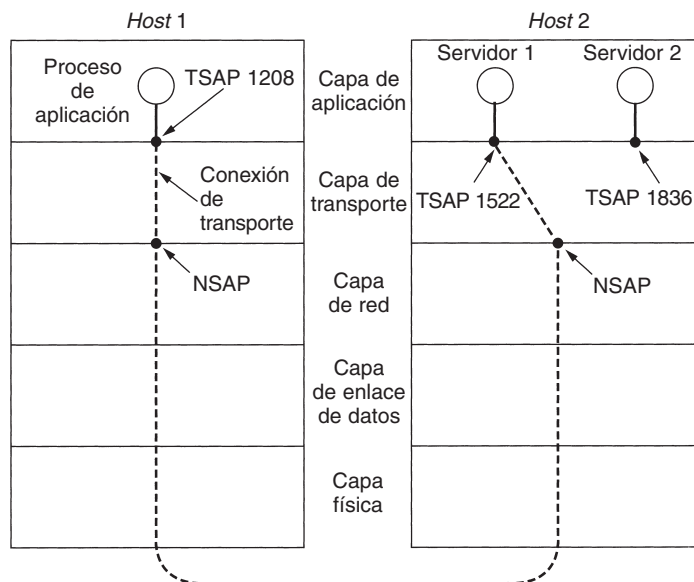 Host 1
Host 2
Proceso
de
aplicación
TSAP 1208
Capa de
aplicación
Servidor 1
Servidor 2
Conexión
de
transporte
Capa de
transporte
TSAP 1522
TSAP 1836
NSAP
Capa
de red
NSAP
Capa
de enlace
de datos
Capa
física